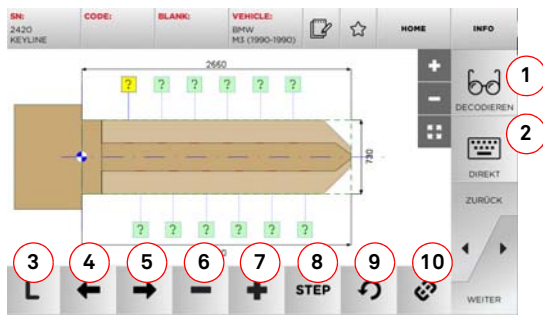 SN:
2420
KEYLINE
CODE:
BLANK:
VEHICLE:
BMW
M3 (1990-1990)
HOME
INFO
2660
? ? ? ? ? ?
730
? ? ? ? ? ?
+
−
DECODIEREN
1
DIREKT
2
ZURÜCK
WEITER
3 4 5 6 7 8 9 10
L
STEP